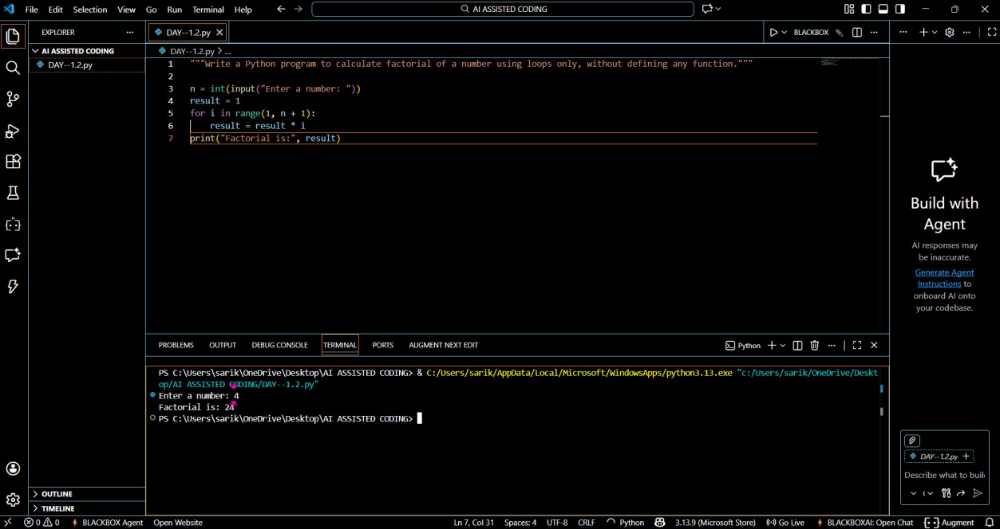 File Edit Selection View Go Run Terminal Help
AI ASSISTED CODING
EXPLORER
AI ASSISTED CODING
DAY--1.2.py
OUTLINE
TIMELINE
DAY--1.2.py
BLACKBOX
DAY--1.2.py > ...
1 """Write a Python program to calculate factorial of a number using loops only, without defining any function."""
2
3 n = int(input("Enter a number: "))
4 result = 1
5 for i in range(1, n + 1):
6     result = result * i
7 print("Factorial is:", result)
PROBLEMS OUTPUT DEBUG CONSOLE TERMINAL PORTS AUGMENT NEXT EDIT
Python
PS C:\Users\sarik\OneDrive\Desktop\AI ASSISTED CODING> & C:/Users/sarik/AppData/Local/Microsoft/WindowsApps/python3.13.exe "c:/Users/sarik/OneDrive/Deskt
op/AI ASSISTED CODING/DAY--1.2.py"
Enter a number: 4
Factorial is: 24
PS C:\Users\sarik\OneDrive\Desktop\AI ASSISTED CODING>
Build with
Agent
AI responses may
be inaccurate.
Generate Agent
Instructions to
onboard AI onto
your codebase.
DAY--1.2.py
Describe what to buil
0 0 BLACKBOX Agent Open Website Ln 7, Col 31 Spaces: 4 UTF-8 CRLF Python 3.13.9 (Microsoft Store) Go Live BLACKBOXAI: Open Chat Augment